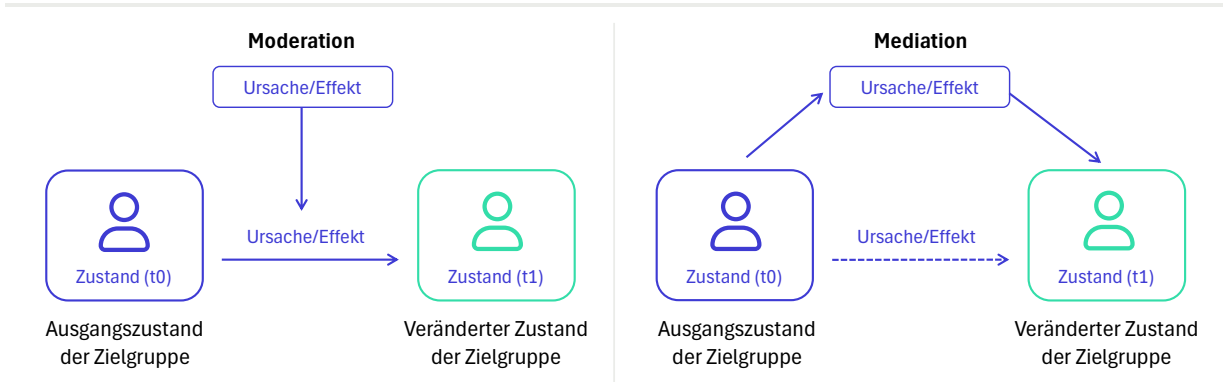 Moderation
Ursache/Effekt
Ursache/Effekt
Zustand (t0)
Zustand (t1)
Ausgangszustand
der Zielgruppe
Veränderter Zustand
der Zielgruppe
Mediation
Ursache/Effekt
Ursache/Effekt
Zustand (t0)
Zustand (t1)
Ausgangszustand
der Zielgruppe
Veränderter Zustand
der Zielgruppe